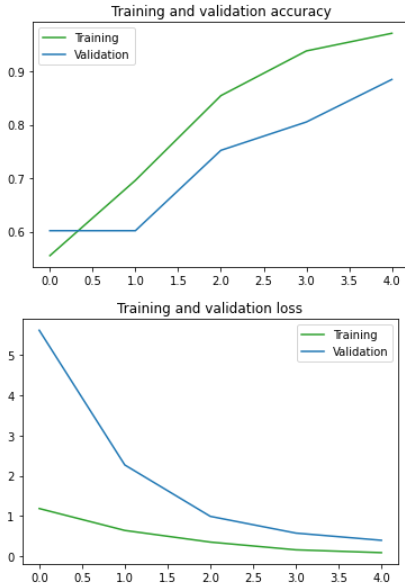 Training and validation accuracy
Training
Validation
0.9
0.8
0.7
0.6
0.0 0.5 1.0 1.5 2.0 2.5 3.0 3.5 4.0
Training and validation loss
Training
Validation
5
4
3
2
1
0
0.0 0.5 1.0 1.5 2.0 2.5 3.0 3.5 4.0